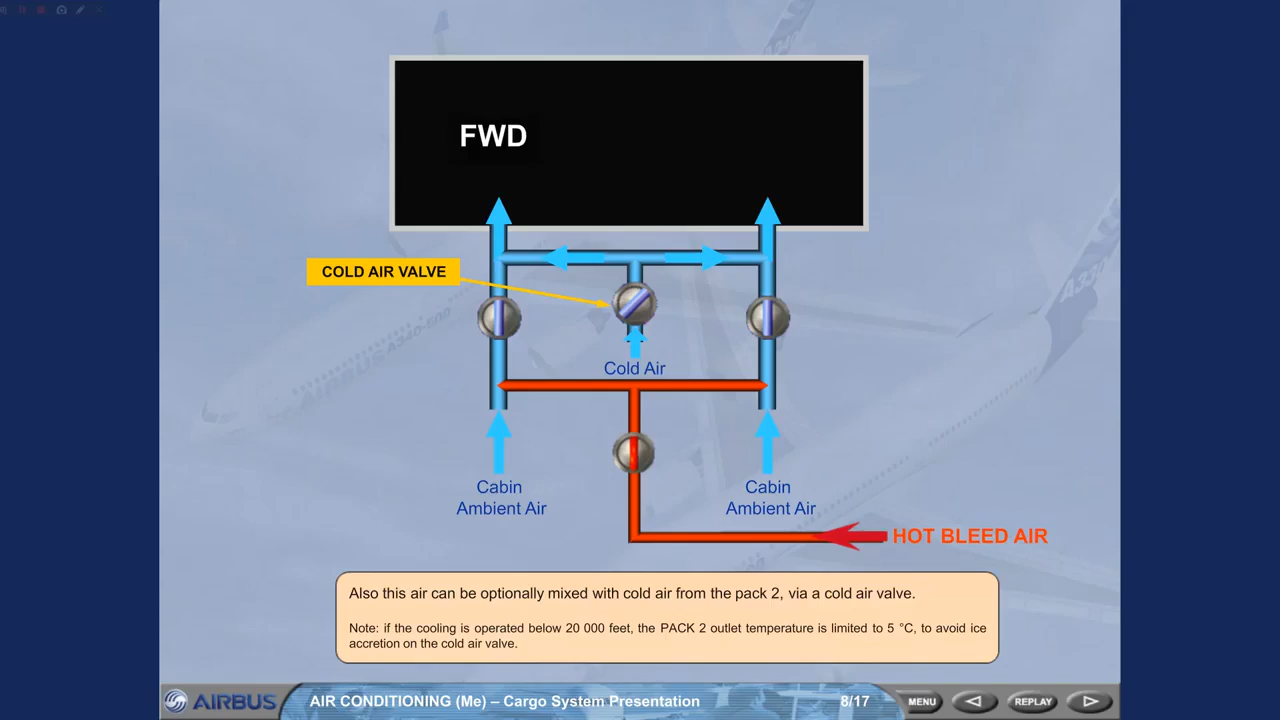 FWD
COLD AIR VALVE
Cold Air
Cabin
Ambient Air
Cabin
Ambient Air
HOT BLEED AIR
Also this air can be optionally mixed with cold air from the pack 2, via a cold air valve.
Note: if the cooling is operated below 20 000 feet, the PACK 2 outlet temperature is limited to 5 °C, to avoid ice
accretion on the cold air valve.
AIRBUS
AIR CONDITIONING (Me) – Cargo System Presentation
8/17
MENU
REPLAY